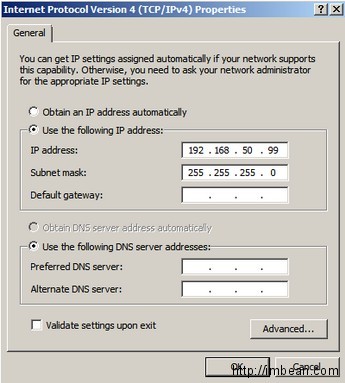 Internet Protocol Version 4 (TCP/IPv4) Properties
General
You can get IP settings assigned automatically if your network supports
this capability. Otherwise, you need to ask your network administrator
for the appropriate IP settings.
Obtain an IP address automatically
Use the following IP address:
IP address: 192 . 168 . 50 . 99
Subnet mask: 255 . 255 . 255 . 0
Default gateway: . . .
Obtain DNS server address automatically
Use the following DNS server addresses:
Preferred DNS server: . . .
Alternate DNS server: . . .
Validate settings upon exit
Advanced...
OK Cancel
http://jmbean.com